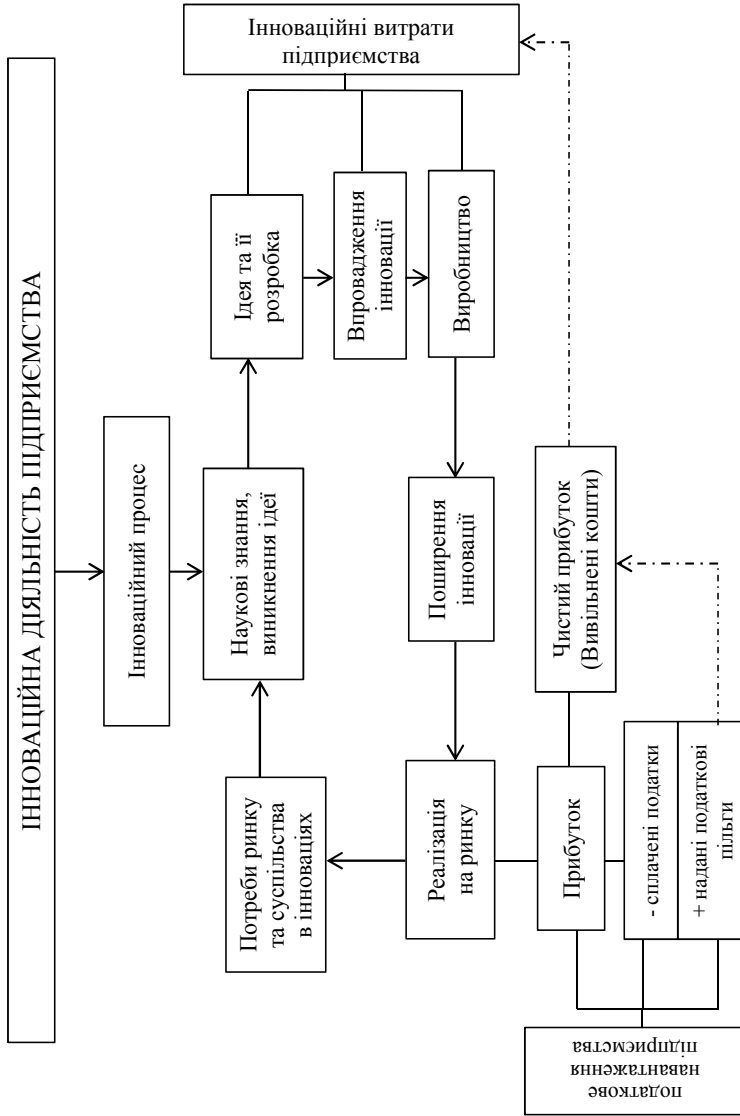 ІННОВАЦІЙНА ДІЯЛЬНІСТЬ ПІДПРИЄМСТВА
Інноваційний процес
Потреби ринку
та суспільства
в інноваціях
Наукові знання,
виникнення ідеї
Ідея та її
розробка
Інноваційні витрати
підприємства
Впровадження
інновації
Реалізація
на ринку
Поширення
інновації
Виробництво
Прибуток
Чистий прибуток
(Вивільнені кошти)
- сплачені податки
+ надані податкові
пільги
податкове
навантаження
підприємства